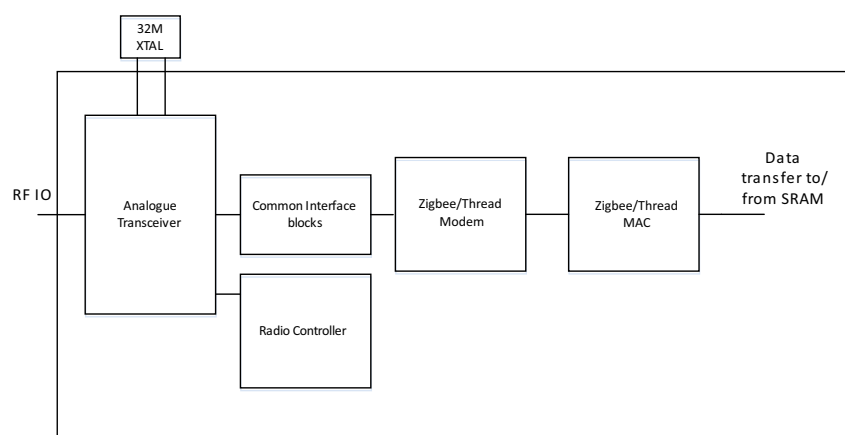 32M
XTAL
RF IO
Analogue
Transceiver
Common Interface
blocks
Zigbee/Thread
Modem
Zigbee/Thread
MAC
Data
transfer to/
from SRAM
Radio Controller